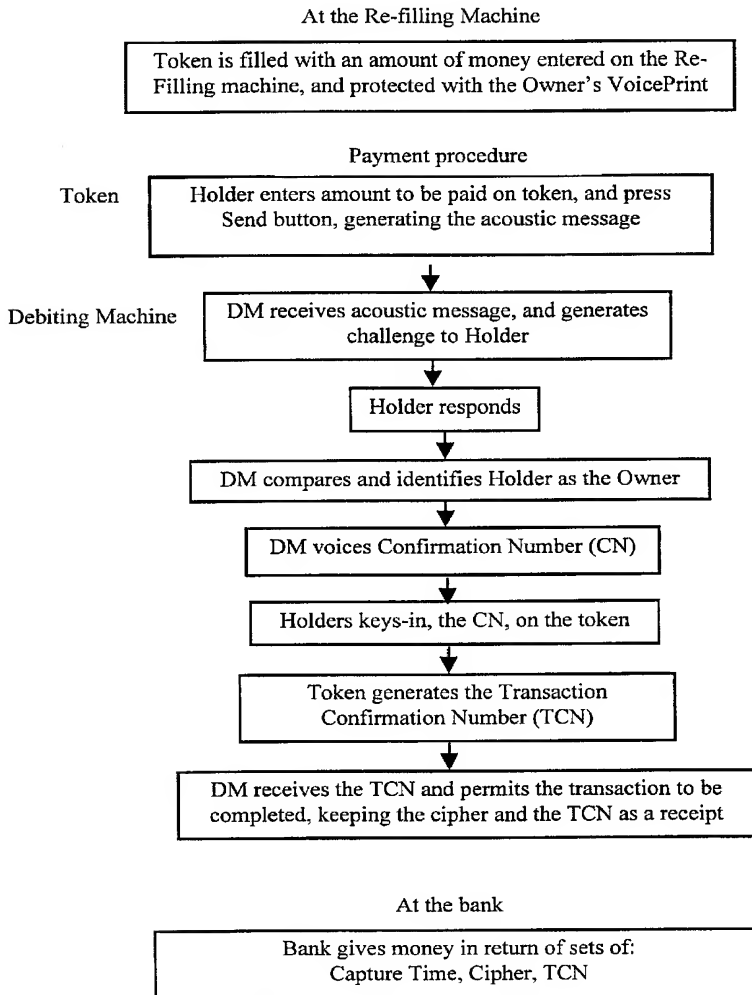 At the Re-filling Machine
Token is filled with an amount of money entered on the Re-
Filling machine, and protected with the Owner's VoicePrint
Payment procedure
Token
Holder enters amount to be paid on token, and press
Send button, generating the acoustic message
Debiting Machine
DM receives acoustic message, and generates
challenge to Holder
Holder responds
DM compares and identifies Holder as the Owner
DM voices Confirmation Number (CN)
Holders keys-in, the CN, on the token
Token generates the Transaction
Confirmation Number (TCN)
DM receives the TCN and permits the transaction to be
completed, keeping the cipher and the TCN as a receipt
At the bank
Bank gives money in return of sets of:
Capture Time, Cipher, TCN